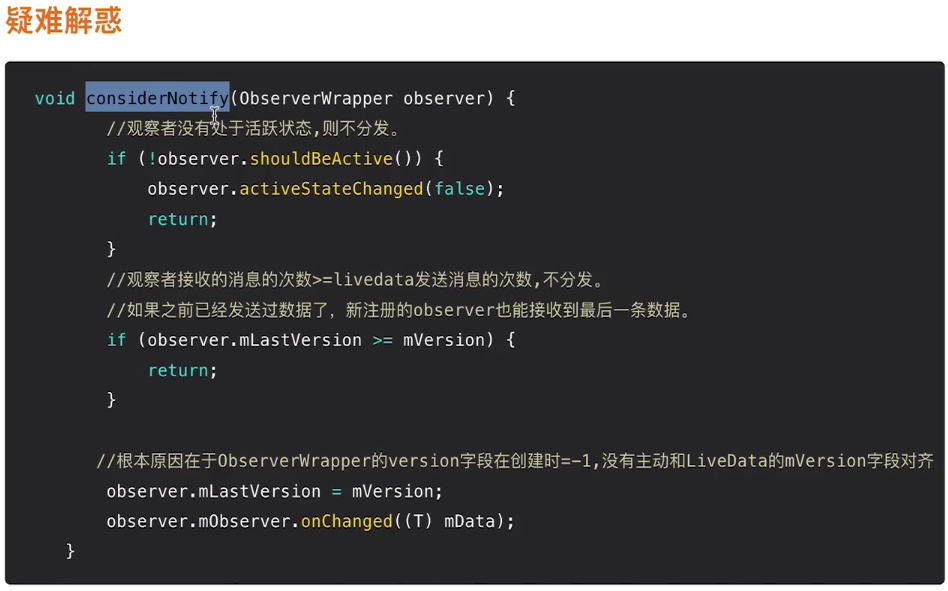 疑难解惑
void considerNotify(ObserverWrapper observer) {
//观察者没有处于活跃状态,则不分发。
if (!observer.shouldBeActive()) {
observer.activeStateChanged(false);
return;
}
//观察者接收的消息的次数>=livedata发送消息的次数,不分发。
//如果之前已经发送过数据了，新注册的observer也能接收到最后一条数据。
if (observer.mLastVersion >= mVersion) {
return;
}
//根本原因在于ObserverWrapper的version字段在创建时=-1,没有主动和LiveData的mVersion字段对齐
observer.mLastVersion = mVersion;
observer.mObserver.onChanged((T) mData);
}